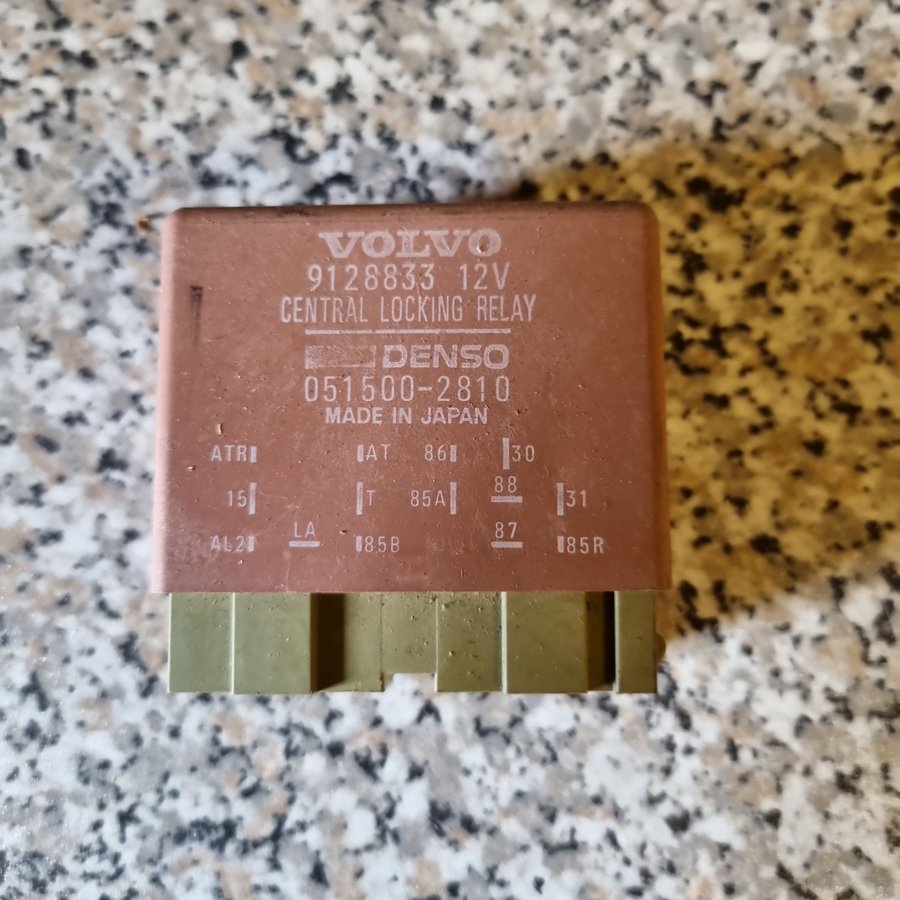 VOLVO
9128833 12V
CENTRAL LOCKING RELAY
DENSO
051500-2810
MADE IN JAPAN
ATR AT 86 30
15 T 85A 88 31
AL2 LA 85B 87 85R